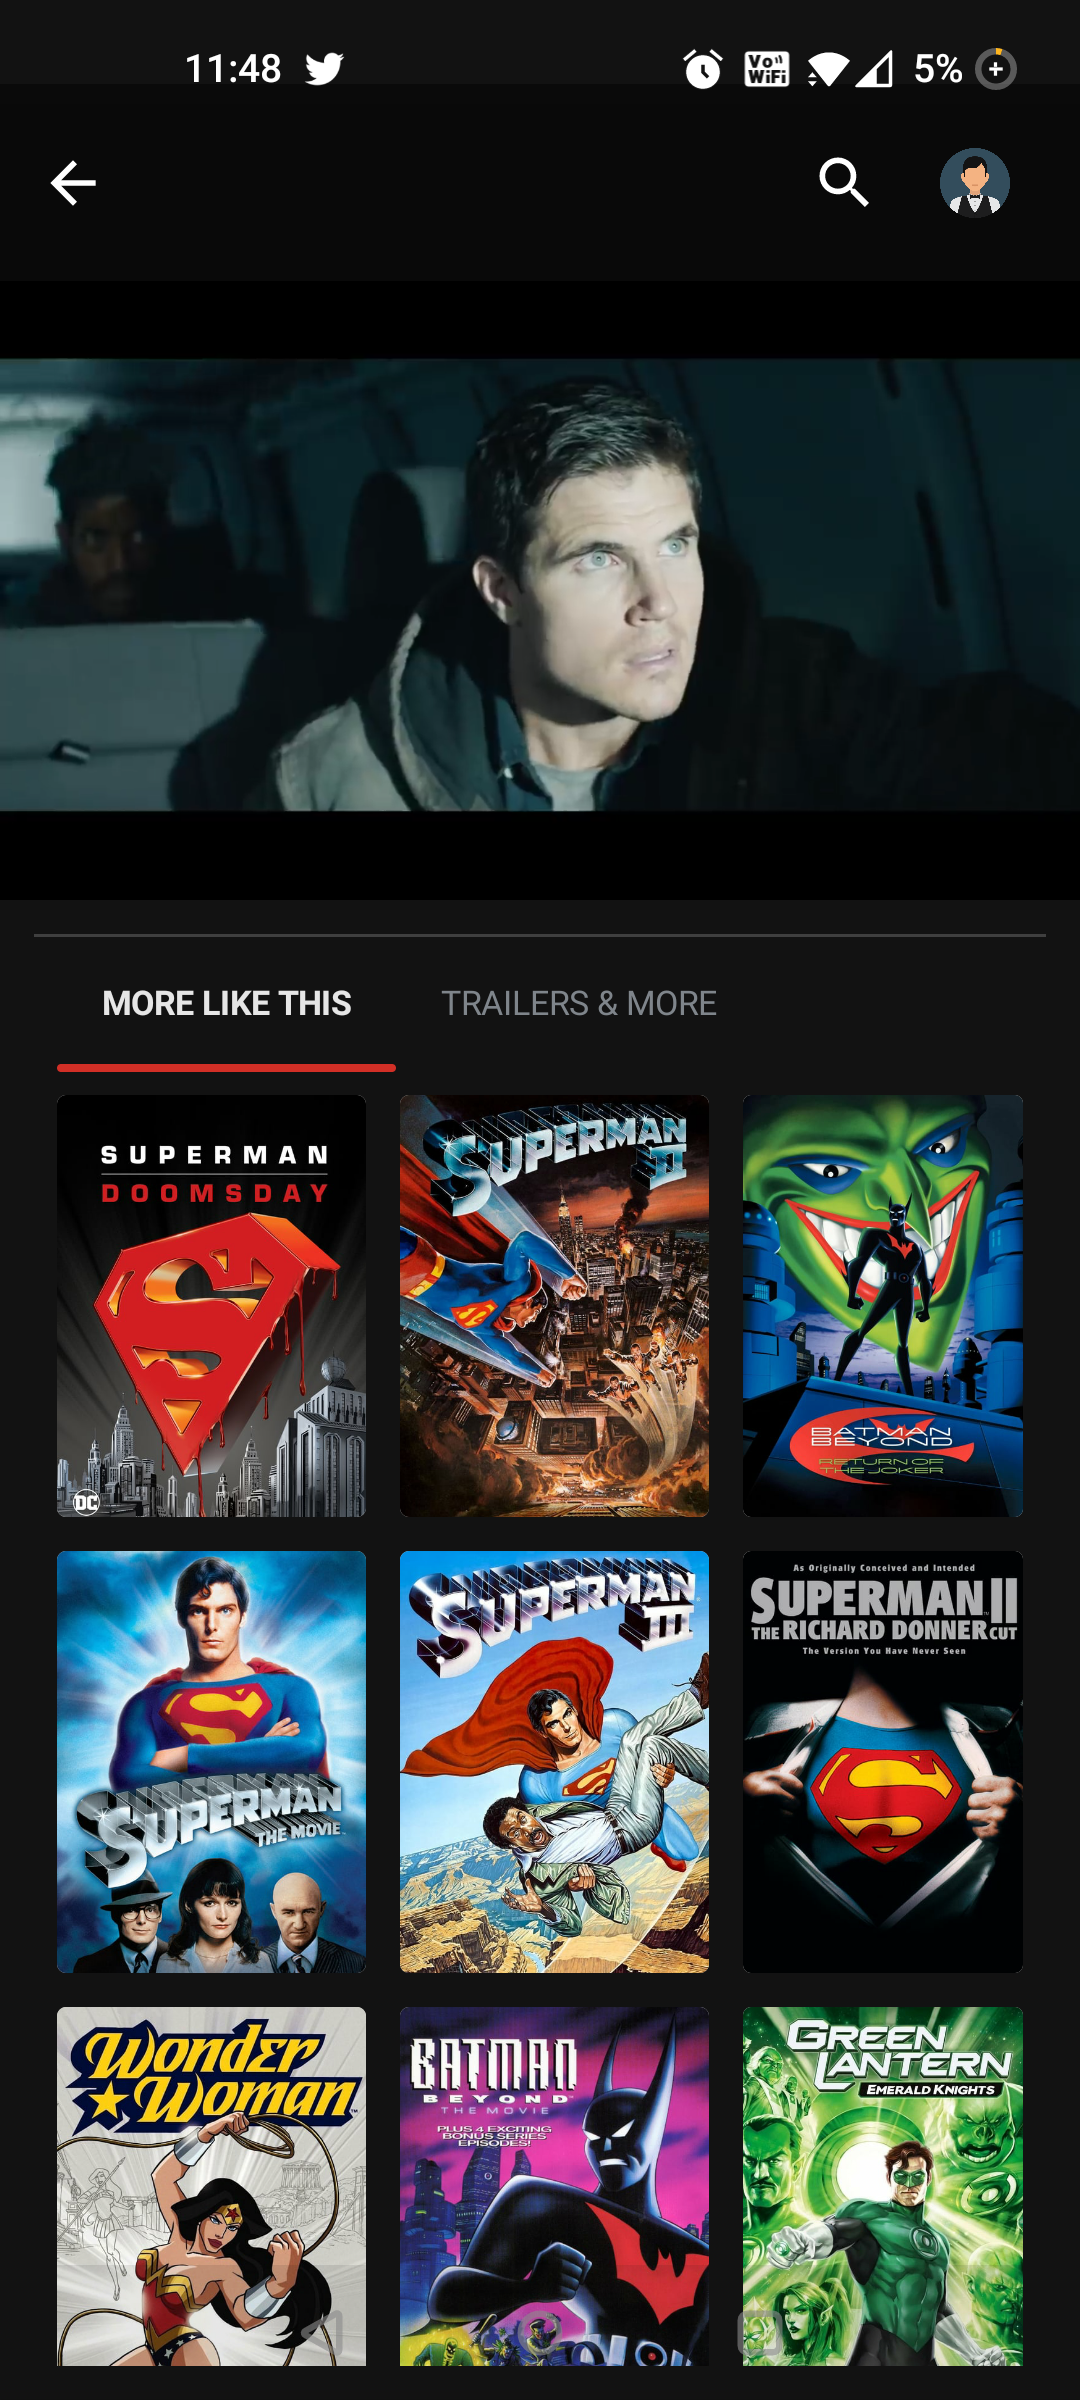 11:48
Vo
WiFi
5%
MORE LIKE THIS
TRAILERS & MORE
SUPERMAN
DOOMSDAY
DC
SUPERMAN
II
BATMAN
BEYOND
RETURN OF
THE JOKER
SUPERMAN
THE MOVIE
SUPERMAN
III
As Originally Conceived and Intended
SUPERMAN II
THE RICHARD DONNER CUT
The Version You Have Never Seen
Wonder
Woman
BATMAN
BEYOND
THE MOVIE
PLUS 4 EXCITING
BONUS SERIES
EPISODES!
GREEN
LANTERN
EMERALD KNIGHTS